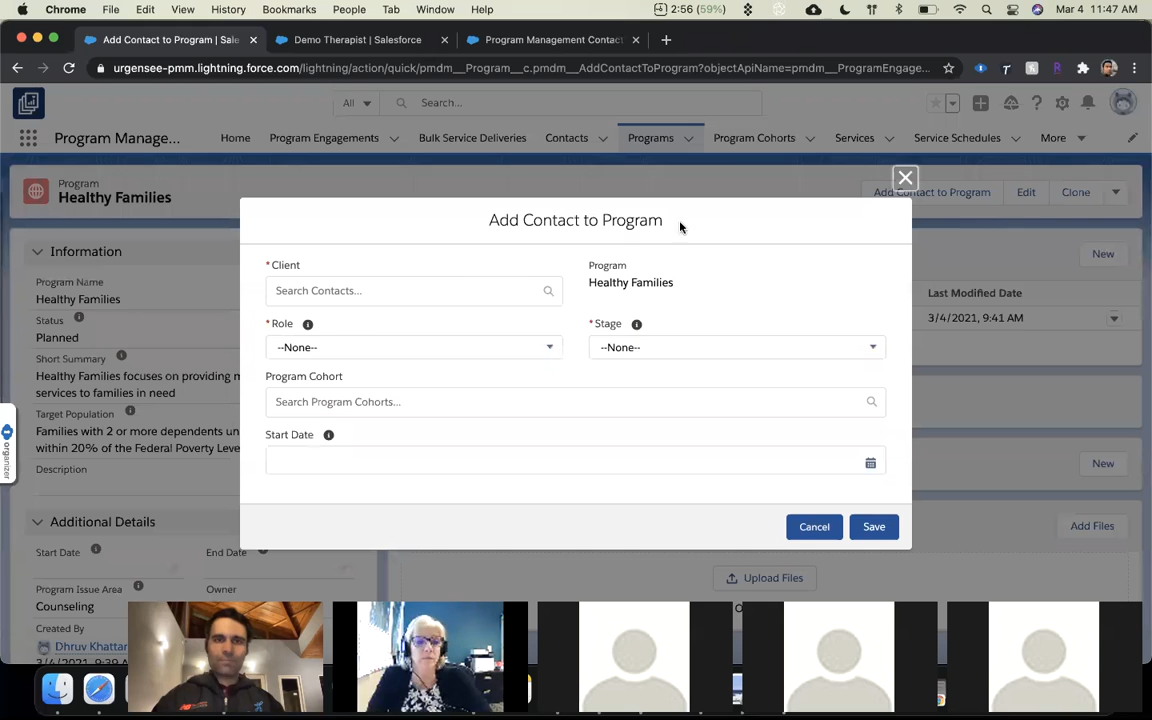 Chrome File Edit View History Bookmarks People Tab Window Help 2:56 (59%) Mar 4 11:47 AM
Add Contact to Program | Sale Demo Therapist | Salesforce Program Management Contac
urgensee-pmm.lightning.force.com/lightning/action/quick/pmdm__Program__c.pmdm__AddContactToProgram?objectApiName=pmdm__ProgramEngage...
All Search...
Program Manage... Home Program Engagements Bulk Service Deliveries Contacts Programs Program Cohorts Services Service Schedules More
Program
Healthy Families
Add Contact to Program Edit Clone
Add Contact to Program
Information
New
*Client
Program
Search Contacts...
Healthy Families
Program Name
Healthy Families
Last Modified Date
Status
Planned
3/4/2021, 9:41 AM
*Role
*Stage
--None--
--None--
Short Summary
Healthy Families focuses on providing m
services to families in need
Program Cohort
Search Program Cohorts...
Target Population
Families with 2 or more dependents un
within 20% of the Federal Poverty Leve
Start Date
Description
New
organizer
Cancel Save
Additional Details
Add Files
Start Date End Date
Upload Files
Program Issue Area Owner
Counseling
Created By
Dhruv Khattar